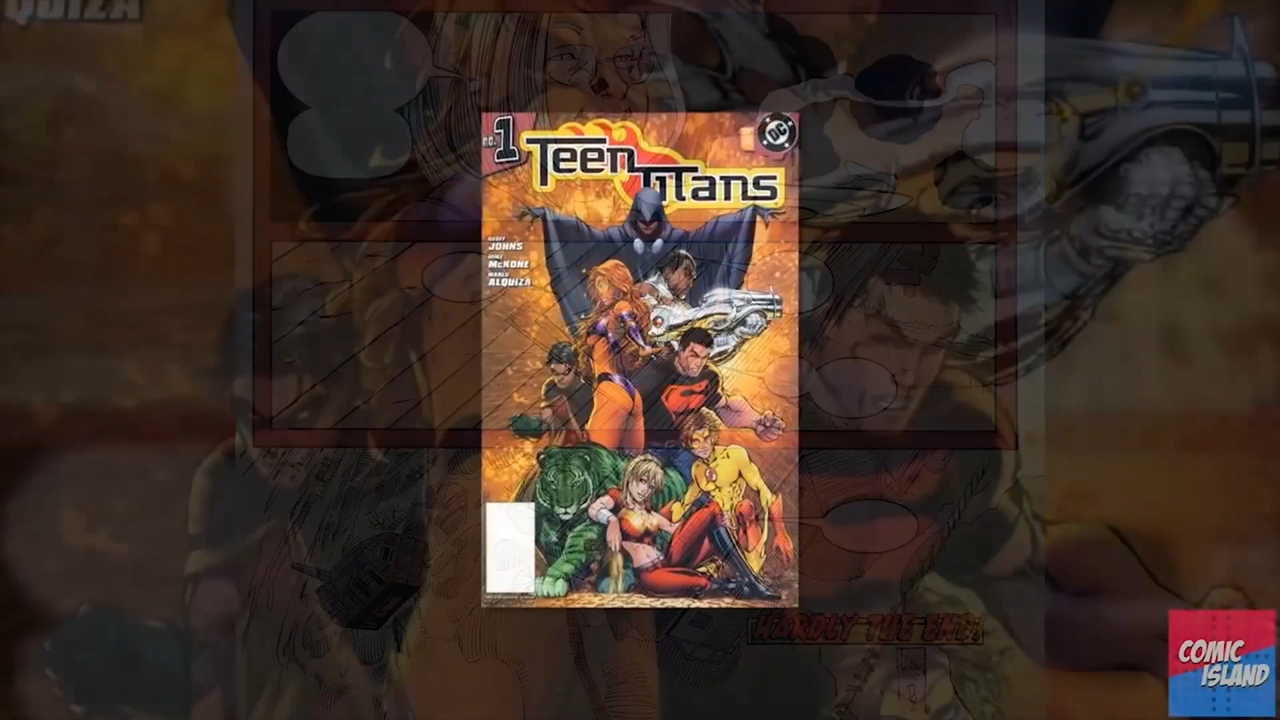 QUIZA
NO. 1
Teen
Titans
DC
GEOFF
JOHNS
MIKE
McKONE
MARLO
ALQUIZA
HARDLY THE END!
COMIC
ISLAND